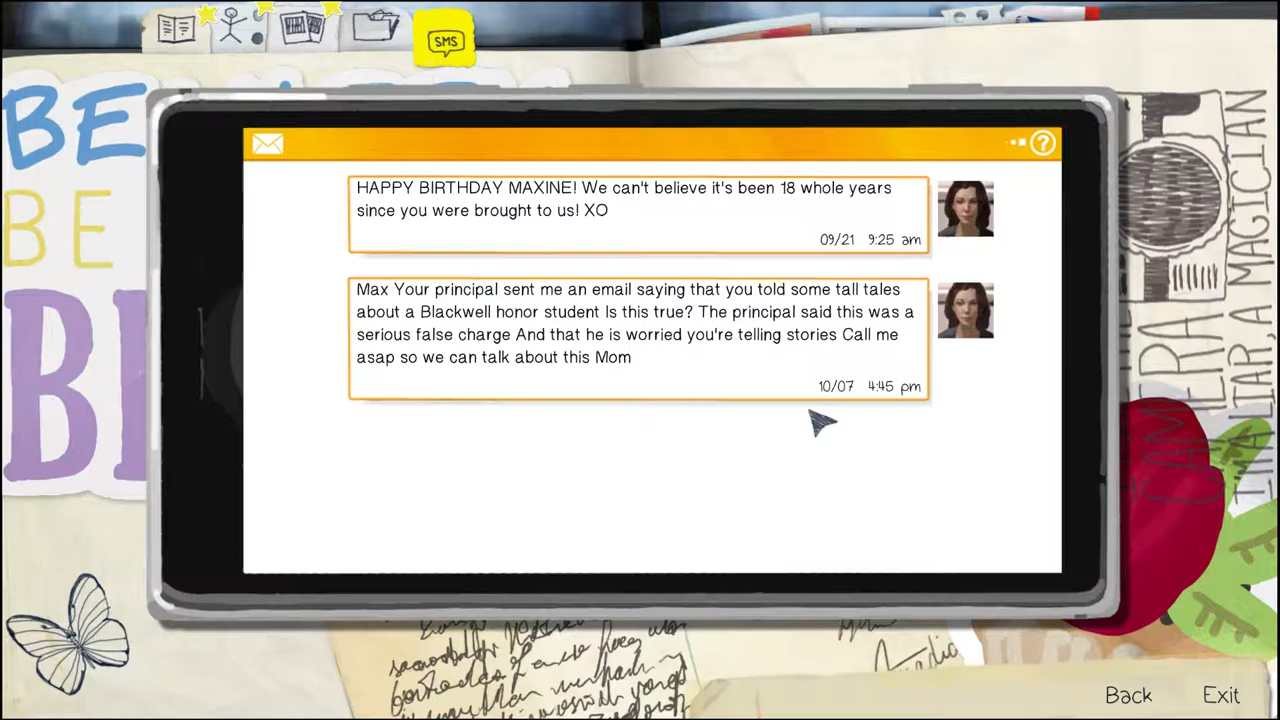 SMS
BE
BE
HAPPY BIRTHDAY MAXINE! We can't believe it's been 18 whole years
since you were brought to us! XO
09/21 9:25 am
Max Your principal sent me an email saying that you told some tall tales
about a Blackwell honor student Is this true? The principal said this was a
serious false charge And that he is worried you're telling stories Call me
asap so we can talk about this Mom
10/07 4:45 pm
?
I'M A LIAR, A MAGICIAN
Back Exit